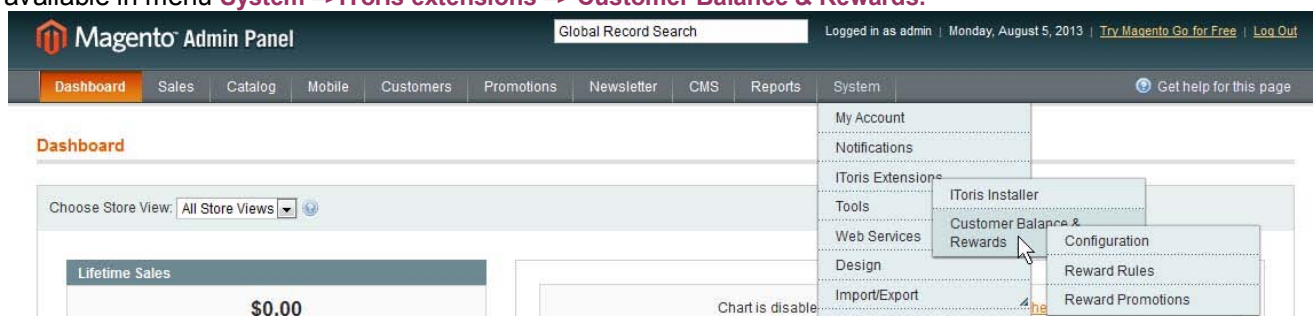 available in menu System –>IToris extensions –> Customer Balance & Rewards.
Magento Admin Panel
Global Record Search
Logged in as admin | Monday, August 5, 2013 | Try Magento Go for Free | Log Out
Dashboard Sales Catalog Mobile Customers Promotions Newsletter CMS Reports System Get help for this page
My Account
Dashboard
Notifications
IToris Extensions
IToris Installer
Choose Store View: All Store Views
Tools
Customer Balance & Rewards
Web Services
Configuration
Lifetime Sales
Design
Reward Rules
$0.00
Import/Export
Reward Promotions
Chart is disable
he